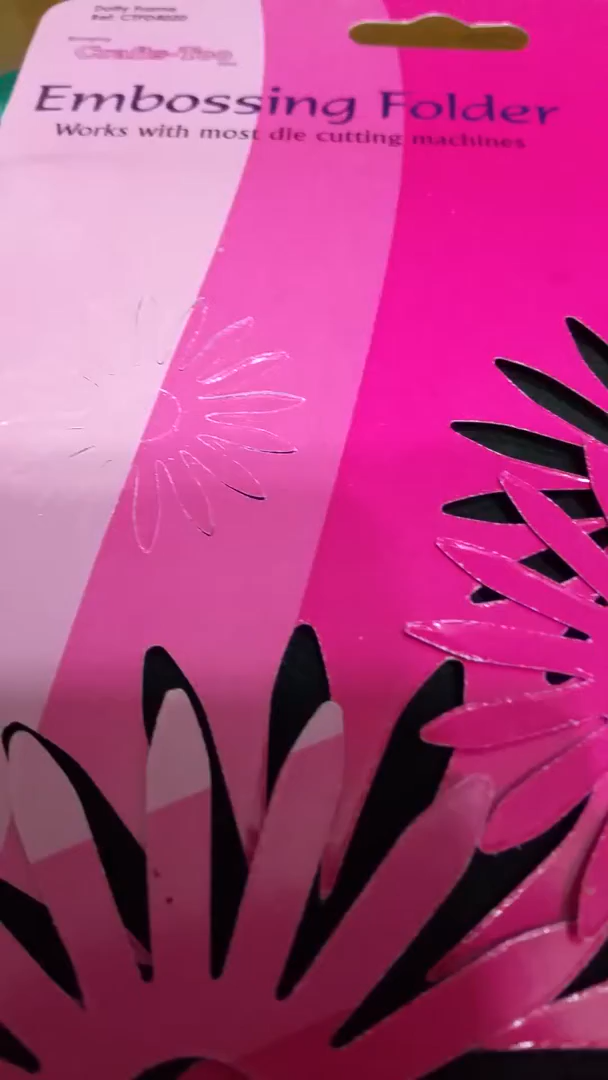 Crafts-Too
Embossing Folder
Works with most die cutting machines